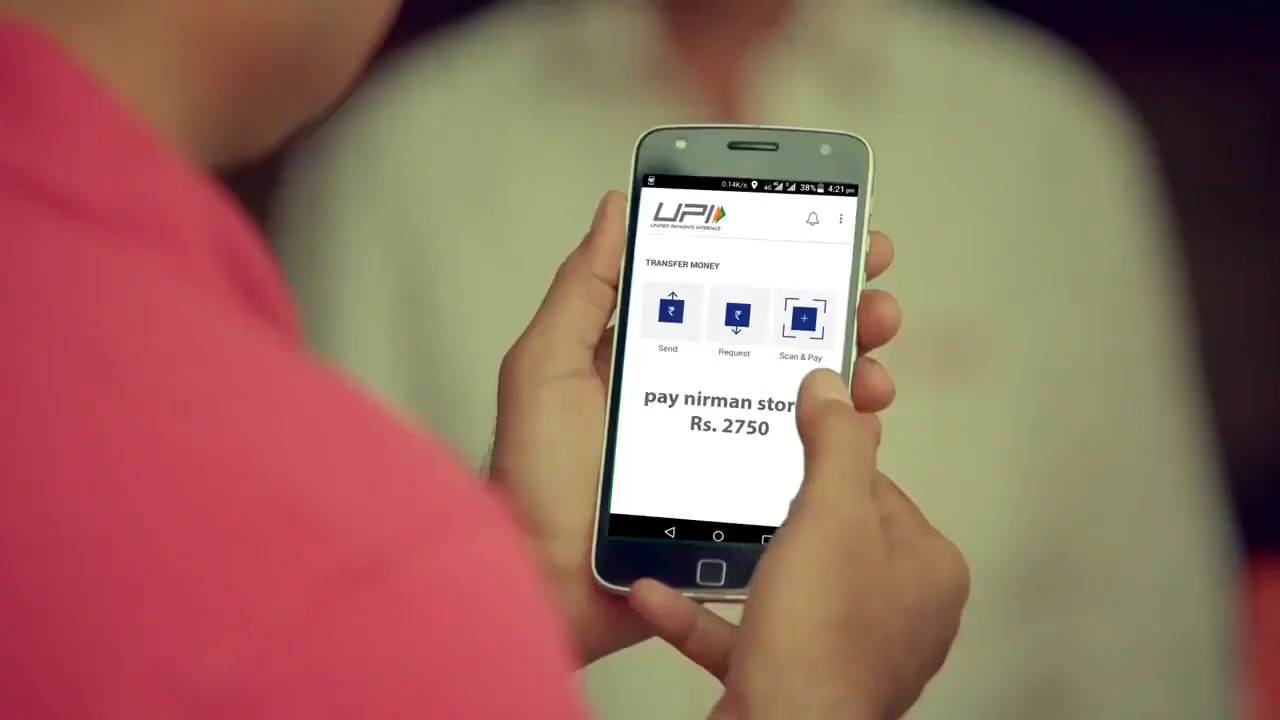 0.14K/s 4G 38% 4:21 pm
UPI
UNIFIED PAYMENTS INTERFACE
TRANSFER MONEY
Send Request Scan & Pay
pay nirman stor
Rs. 2750